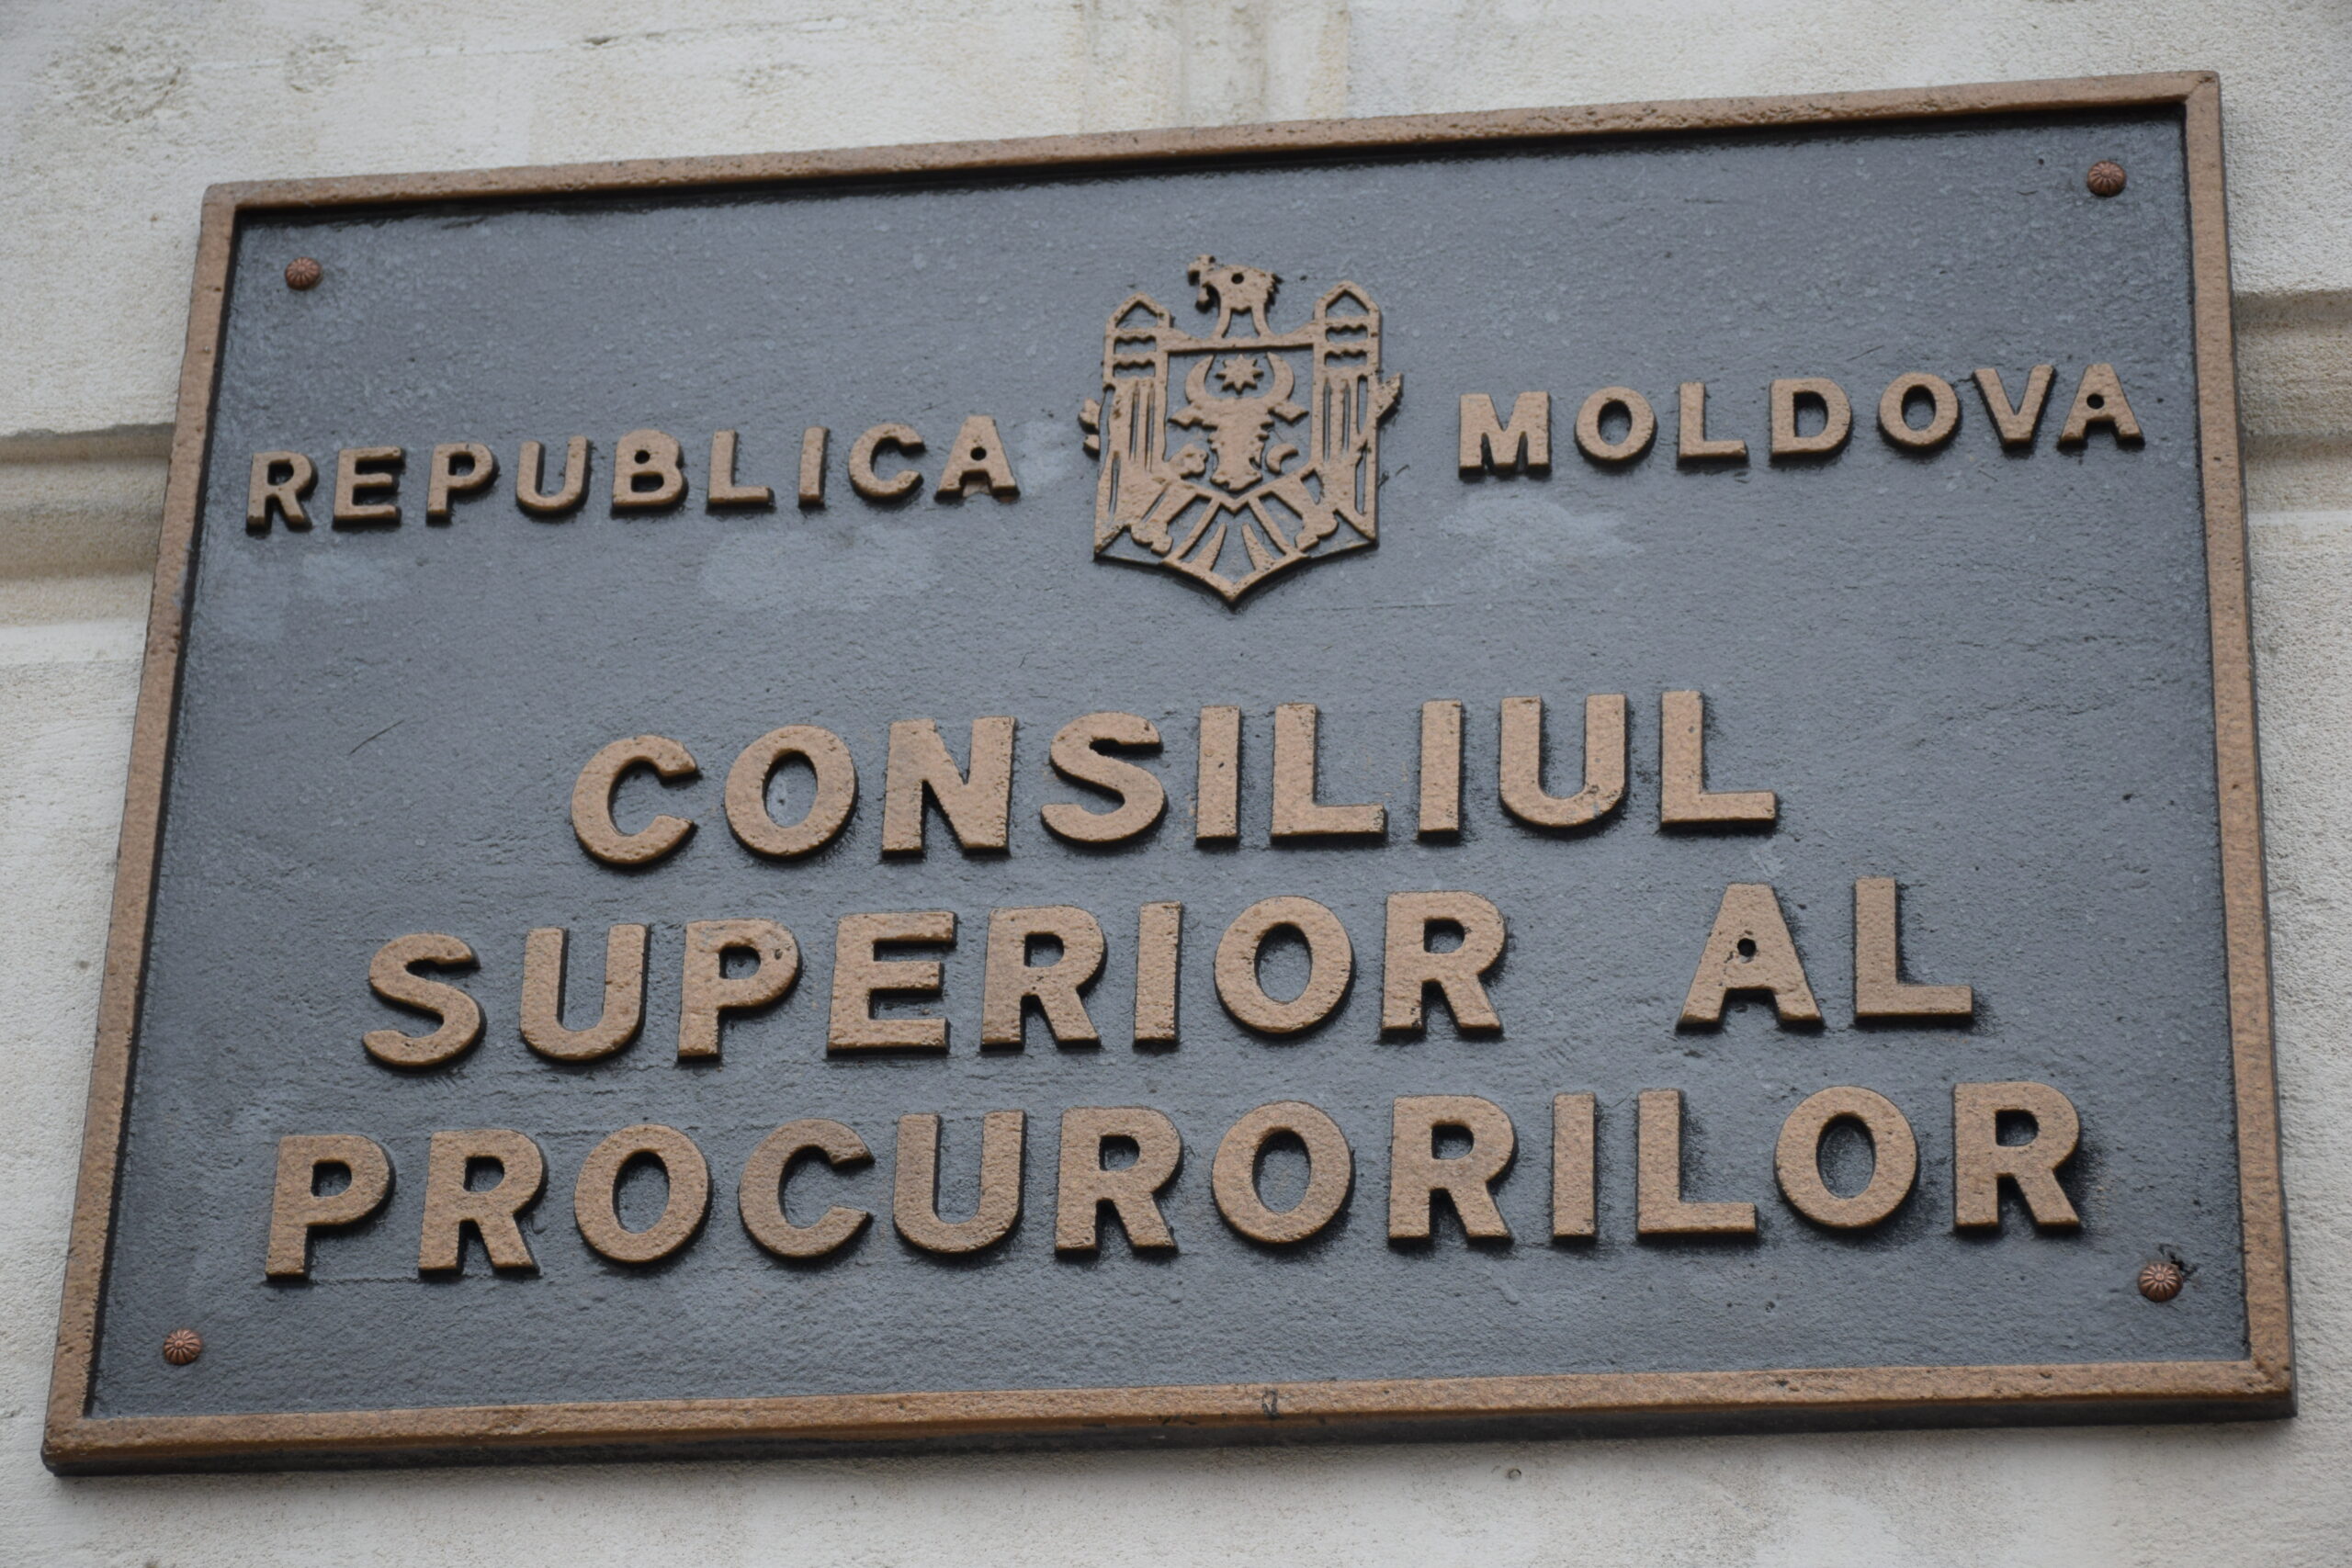 REPUBLICA MOLDOVA
CONSILIUL
SUPERIOR AL
PROCURORILOR